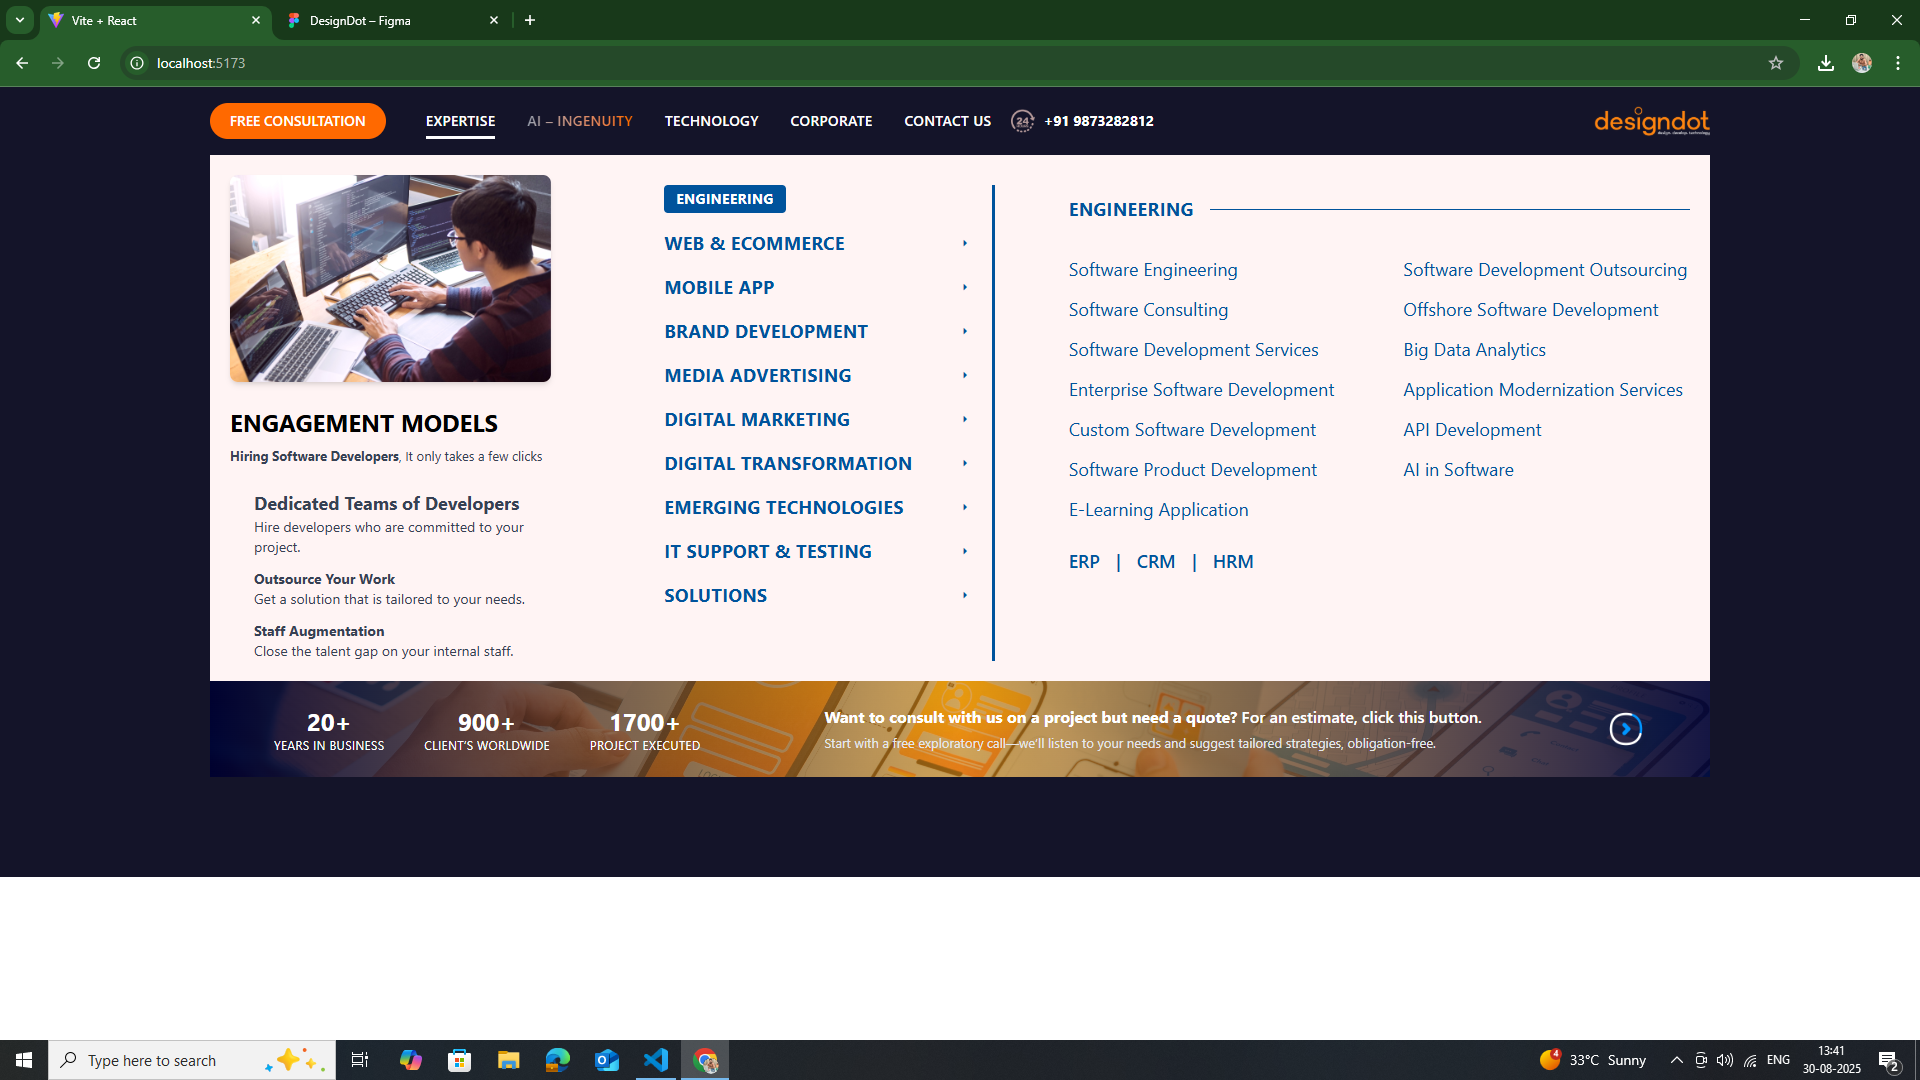 Vite + React
DesignDot – Figma
localhost:5173
FREE CONSULTATION
EXPERTISE
AI – INGENUITY
TECHNOLOGY
CORPORATE
CONTACT US
24
+91 9873282812
designdot
ENGAGEMENT MODELS
Hiring Software Developers, It only takes a few clicks
Dedicated Teams of Developers
Hire developers who are committed to your
project.
Outsource Your Work
Get a solution that is tailored to your needs.
Staff Augmentation
Close the talent gap on your internal staff.
ENGINEERING
WEB & ECOMMERCE
MOBILE APP
BRAND DEVELOPMENT
MEDIA ADVERTISING
DIGITAL MARKETING
DIGITAL TRANSFORMATION
EMERGING TECHNOLOGIES
IT SUPPORT & TESTING
SOLUTIONS
ENGINEERING
Software Engineering
Software Consulting
Software Development Services
Enterprise Software Development
Custom Software Development
Software Product Development
E-Learning Application
Software Development Outsourcing
Offshore Software Development
Big Data Analytics
Application Modernization Services
API Development
AI in Software
ERP | CRM | HRM
20+
YEARS IN BUSINESS
900+
CLIENT'S WORLDWIDE
1700+
PROJECT EXECUTED
Want to consult with us on a project but need a quote? For an estimate, click this button.
Start with a free exploratory call—we'll listen to your needs and suggest tailored strategies, obligation-free.
Type here to search
4
33°C Sunny
ENG
13:41
30-08-2025
2